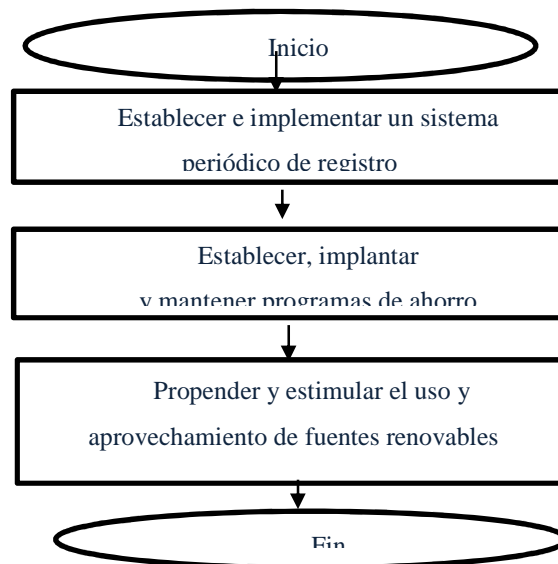 Inicio
Establecer e implementar un sistema
periódico de registro
Establecer, implantar
y mantener programas de ahorro
Propender y estimular el uso y
aprovechamiento de fuentes renovables
Fin